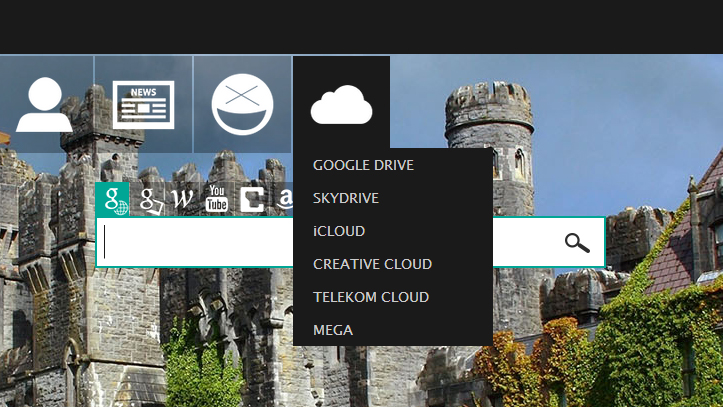 NEWS
g g W You Tube C a
GOOGLE DRIVE
SKYDRIVE
iCLOUD
CREATIVE CLOUD
TELEKOM CLOUD
MEGA